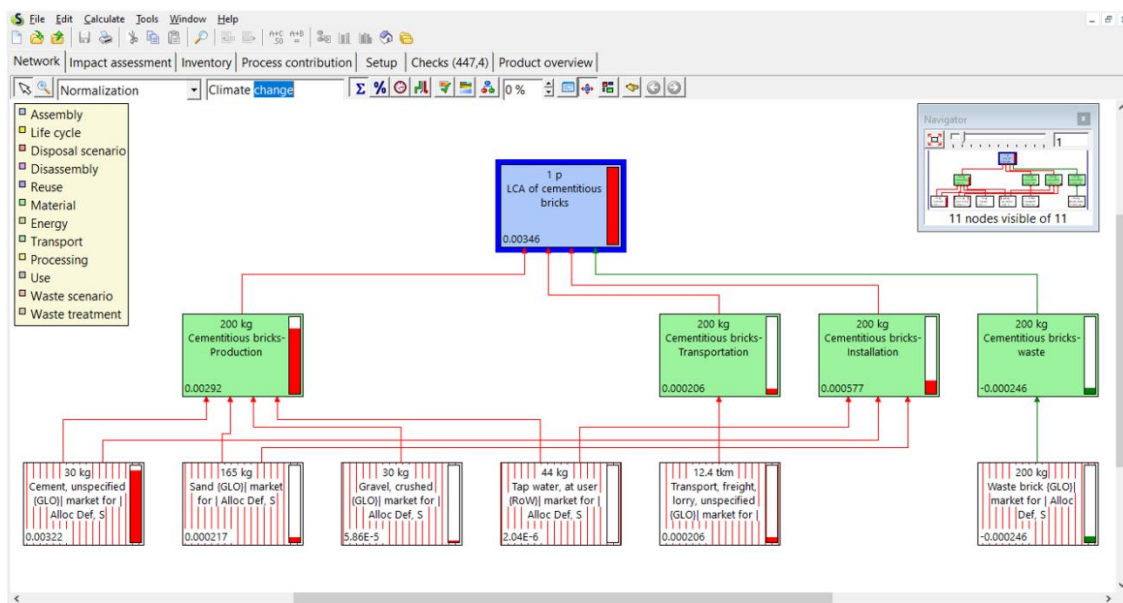 File Edit Calculate Tools Window Help
A+C
50
A+B
=
Network Impact assessment Inventory Process contribution Setup Checks (447,4) Product overview
Normalization Climate change Σ % 0 %
Assembly
Life cycle
Disposal scenario
Disassembly
Reuse
Material
Energy
Transport
Processing
Use
Waste scenario
Waste treatment
Navigator
1
11 nodes visible of 11
1 p
LCA of cementitious
bricks
0.00346
200 kg
Cementitious bricks-
Production
0.00292
200 kg
Cementitious bricks-
Transportation
0.000206
200 kg
Cementitious bricks-
Installation
0.000577
200 kg
Cementitious bricks-
waste
-0.000246
30 kg
Cement, unspecified
{GLO}| market for |
Alloc Def, S
0.00322
165 kg
Sand {GLO}| market
for | Alloc Def, S
0.000217
30 kg
Gravel, crushed
{GLO}| market for |
Alloc Def, S
5.86E-5
44 kg
Tap water, at user
{RoW}| market for |
Alloc Def, S
2.04E-6
12.4 tkm
Transport, freight,
lorry, unspecified
{GLO}| market for |
0.000206
200 kg
Waste brick {GLO}|
market for | Alloc
Def, S
-0.000246